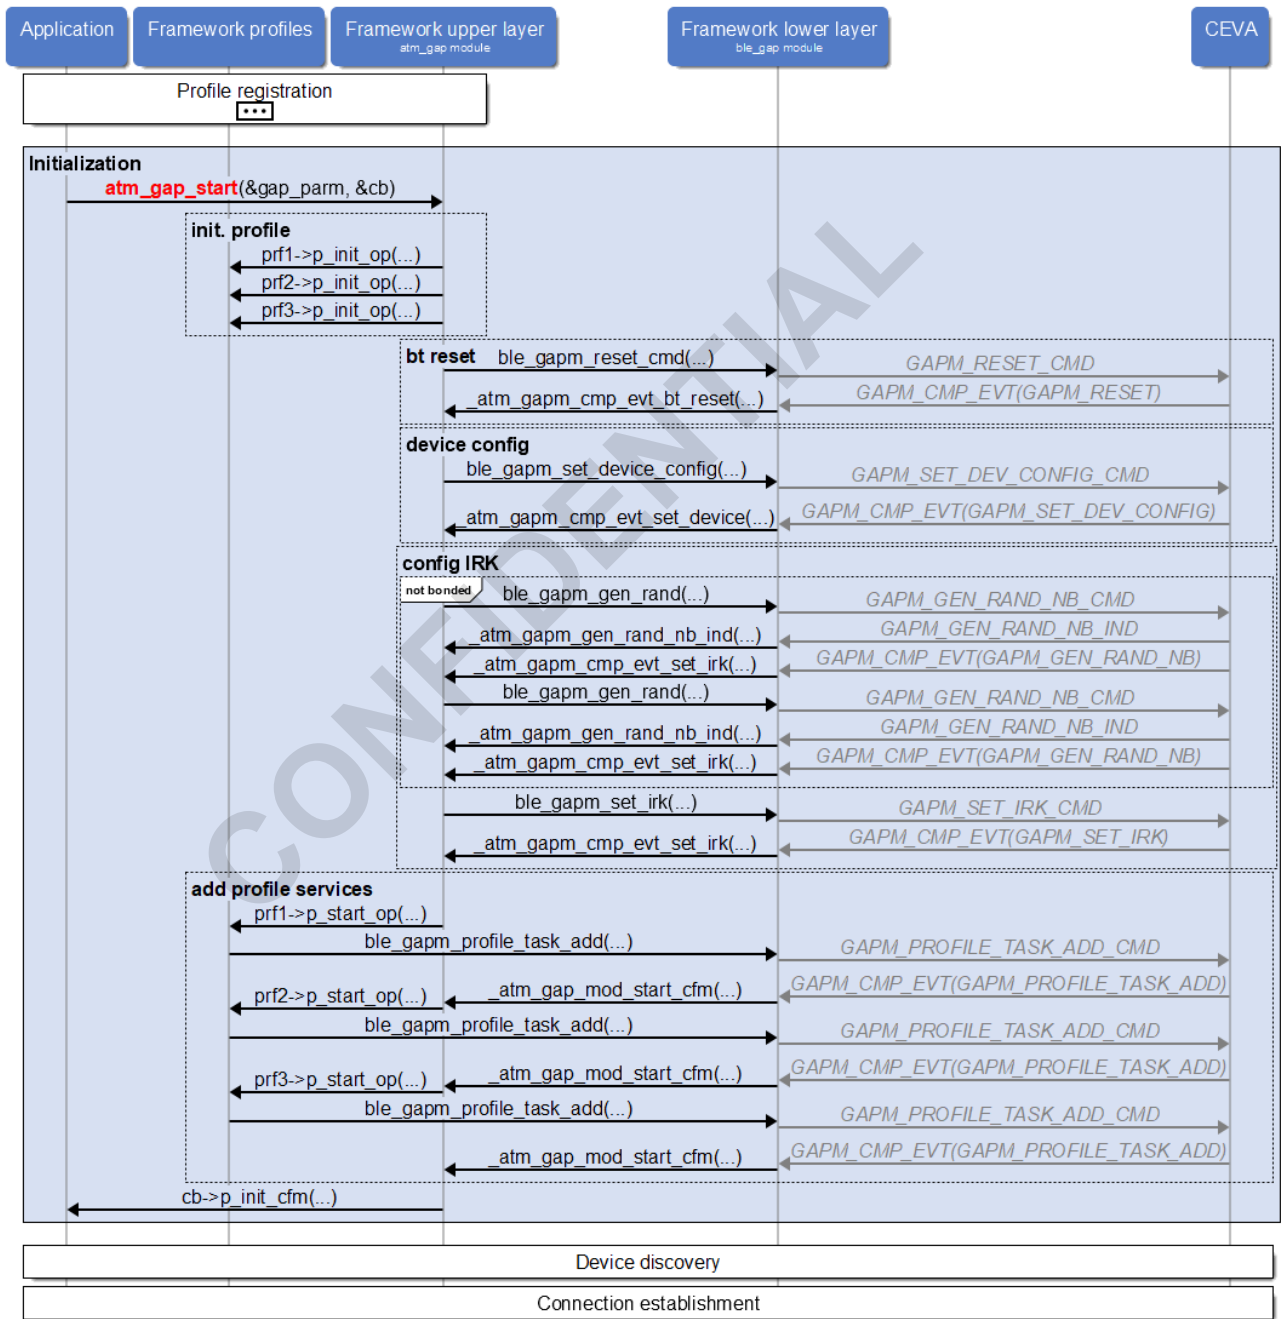 Application
Framework profiles
Framework upper layer
atm_gap module
Framework lower layer
ble_gap module
CEVA
Profile registration
Initialization
atm_gap_start(&gap_parm, &cb)
init. profile
prf1->p_init_op(...)
prf2->p_init_op(...)
prf3->p_init_op(...)
bt reset
ble_gapm_reset_cmd(...)
GAPM_RESET_CMD
_atm_gapm_cmp_evt_bt_reset(...)
GAPM_CMP_EVT(GAPM_RESET)
device config
ble_gapm_set_device_config(...)
GAPM_SET_DEV_CONFIG_CMD
_atm_gapm_cmp_evt_set_device(...)
GAPM_CMP_EVT(GAPM_SET_DEV_CONFIG)
config IRK
not bonded
ble_gapm_gen_rand(...)
GAPM_GEN_RAND_NB_CMD
_atm_gapm_gen_rand_nb_ind(...)
GAPM_GEN_RAND_NB_IND
_atm_gapm_cmp_evt_set_irk(...)
GAPM_CMP_EVT(GAPM_GEN_RAND_NB)
ble_gapm_gen_rand(...)
GAPM_GEN_RAND_NB_CMD
_atm_gapm_gen_rand_nb_ind(...)
GAPM_GEN_RAND_NB_IND
_atm_gapm_cmp_evt_set_irk(...)
GAPM_CMP_EVT(GAPM_GEN_RAND_NB)
ble_gapm_set_irk(...)
GAPM_SET_IRK_CMD
_atm_gapm_cmp_evt_set_irk(...)
GAPM_CMP_EVT(GAPM_SET_IRK)
add profile services
prf1->p_start_op(...)
ble_gapm_profile_task_add(...)
GAPM_PROFILE_TASK_ADD_CMD
prf2->p_start_op(...)
_atm_gap_mod_start_cfm(...)
GAPM_CMP_EVT(GAPM_PROFILE_TASK_ADD)
ble_gapm_profile_task_add(...)
GAPM_PROFILE_TASK_ADD_CMD
prf3->p_start_op(...)
_atm_gap_mod_start_cfm(...)
GAPM_CMP_EVT(GAPM_PROFILE_TASK_ADD)
ble_gapm_profile_task_add(...)
GAPM_PROFILE_TASK_ADD_CMD
_atm_gap_mod_start_cfm(...)
GAPM_CMP_EVT(GAPM_PROFILE_TASK_ADD)
cb->p_init_cfm(...)
Device discovery
Connection establishment
CONFIDENTIAL